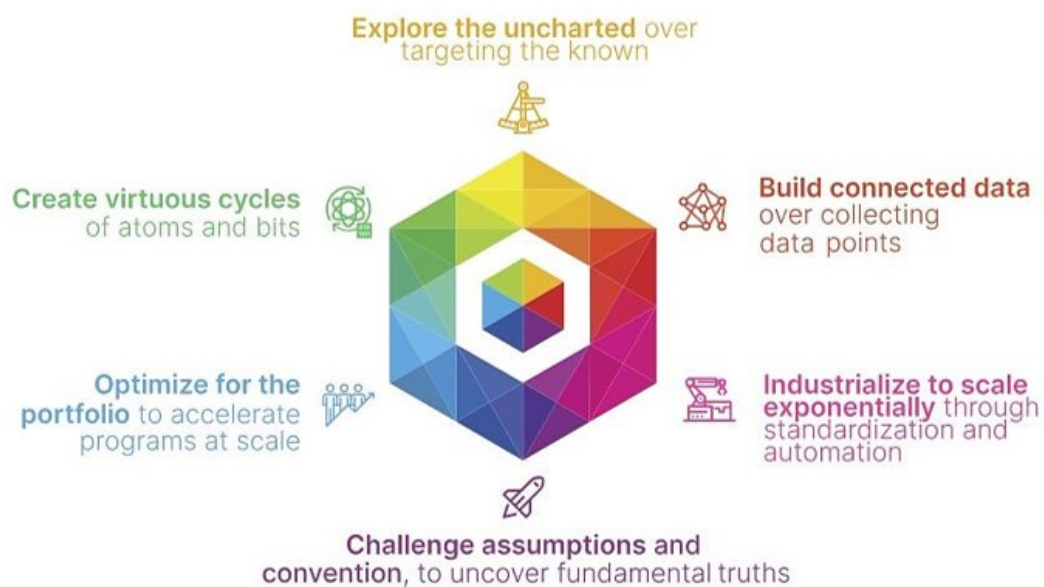 Explore the uncharted over
targeting the known
Create virtuous cycles
of atoms and bits
Build connected data
over collecting
data points
Optimize for the
portfolio to accelerate
programs at scale
Industrialize to scale
exponentially through
standardization and
automation
Challenge assumptions and
convention, to uncover fundamental truths